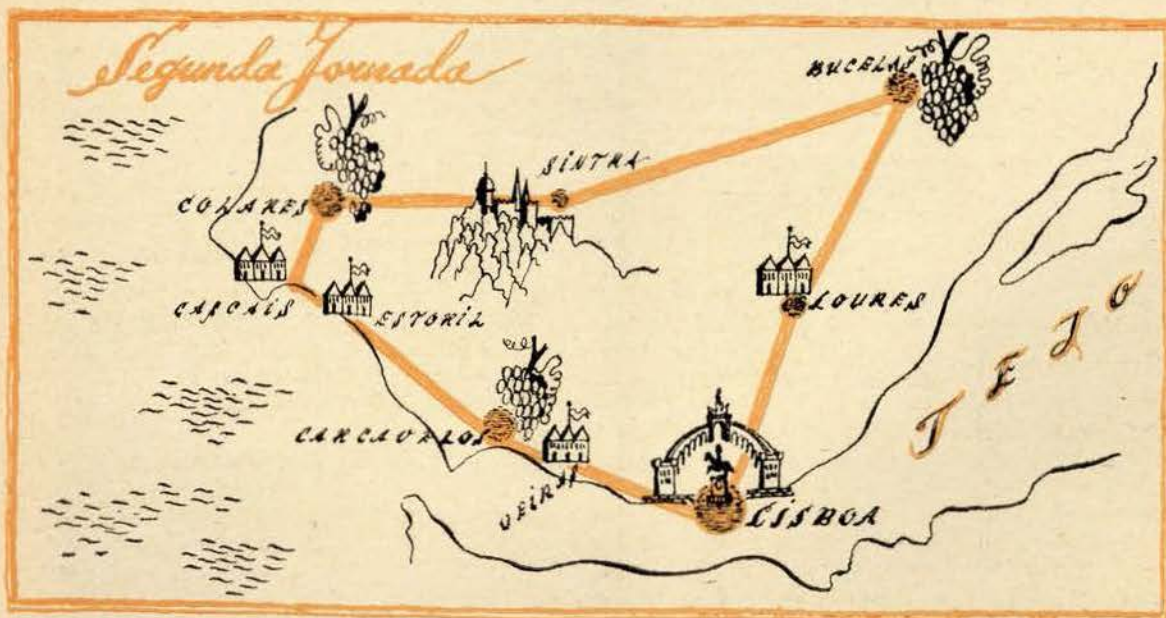 Segunda Jornada
BUCELAS
SINTRA
COLARES
CASCAIS
ESTORIL
LOURES
TEJO
CARCAVELOS
OEIRAS
LISBOA